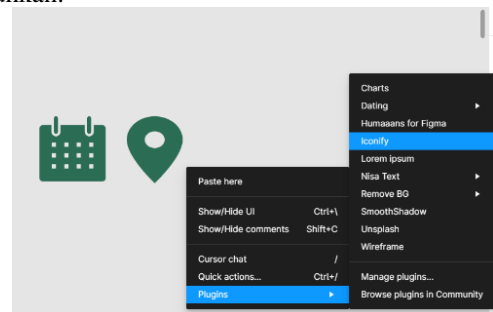 Charts
Dating
Humaaans for Figma
Iconify
Lorem ipsum
Nisa Text
Remove BG
SmoothShadow
Unsplash
Wireframe
Manage plugins...
Browse plugins in Community
Paste here
Show/Hide UI Ctrl+\
Show/Hide comments Shift+C
Cursor chat /
Quick actions... Ctrl+/
Plugins